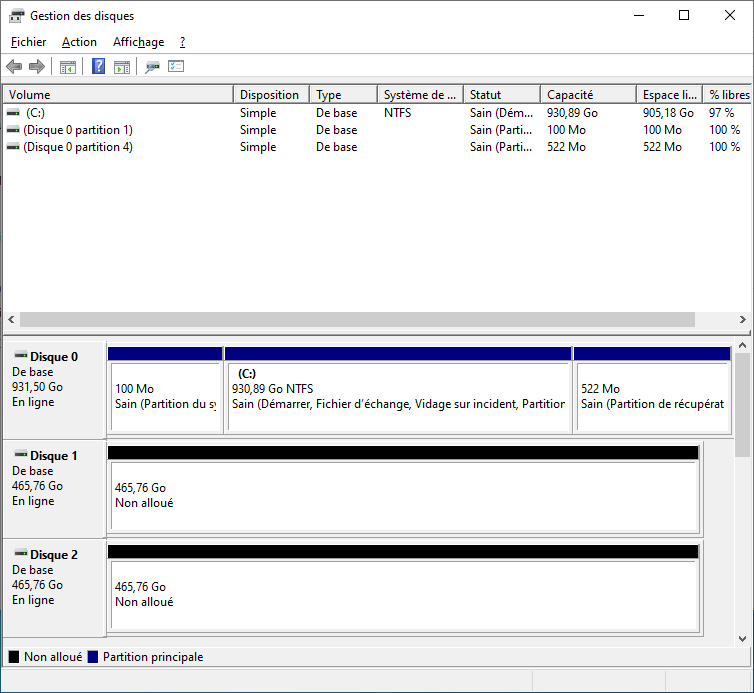 Gestion des disques
Fichier Action Affichage ?
Volume Disposition Type Système de ... Statut Capacité Espace li... % libres
(C:) Simple De base NTFS Sain (Dém... 930,89 Go 905,18 Go 97 %
(Disque 0 partition 1) Simple De base Sain (Parti... 100 Mo 100 Mo 100 %
(Disque 0 partition 4) Simple De base Sain (Parti... 522 Mo 522 Mo 100 %
Disque 0
De base
931,50 Go
En ligne
100 Mo
Sain (Partition du sy
(C:)
930,89 Go NTFS
Sain (Démarrer, Fichier d'échange, Vidage sur incident, Partition
522 Mo
Sain (Partition de récupérat
Disque 1
De base
465,76 Go
En ligne
465,76 Go
Non alloué
Disque 2
De base
465,76 Go
En ligne
465,76 Go
Non alloué
Non alloué Partition principale